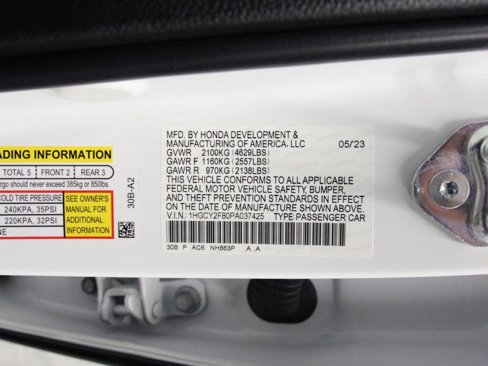 ADING INFORMATION
TOTAL 5 FRONT 2 REAR 3
rgo should never exceed 385kg or 850lbs.
OLD TIRE PRESSURE
240KPA, 35PSI
220KPA, 32PSI
NE
SEE OWNER'S
MANUAL FOR
ADDITIONAL
INFORMATION
30B-A2
MFD. BY HONDA DEVELOPMENT &
MANUFACTURING OF AMERICA, LLC 05/23
GVWR 2100KG (4629LBS)
GAWR F 1160KG (2557LBS)
GAWR R 970KG (2138LBS)
THIS VEHICLE CONFORMS TO ALL APPLICABLE
FEDERAL MOTOR VEHICLE SAFETY, BUMPER,
AND THEFT PREVENTION STANDARDS IN EFFECT
ON THE DATE OF MANUFACTURE SHOWN ABOVE.
V.I.N.: 1HGCY2F80PA037425 TYPE:PASSENGER CAR
30B P AC6 NH883P A A